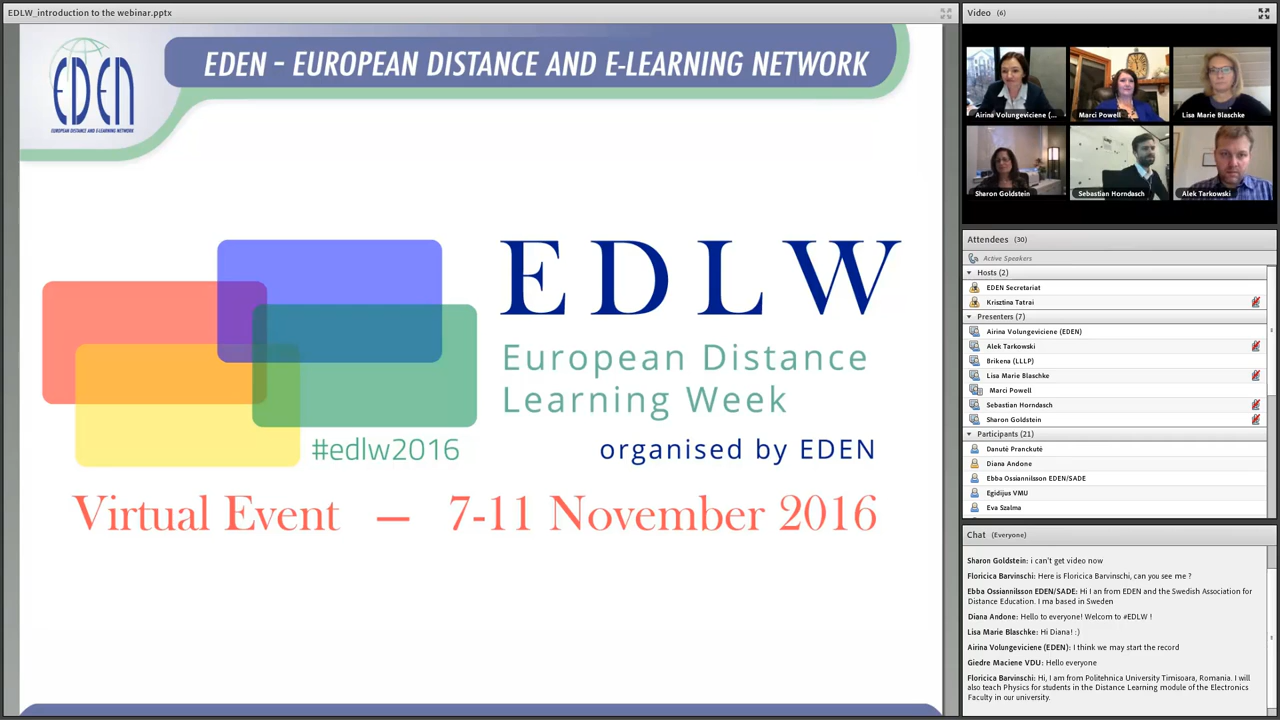 EDLW_introduction to the webinar.pptx
EDEN
EUROPEAN DISTANCE AND E-LEARNING NETWORK
EDEN – EUROPEAN DISTANCE AND E-LEARNING NETWORK
EDLW
European Distance
Learning Week
#edlw2016
organised by EDEN
Virtual Event — 7-11 November 2016
Video (6)
Airina Volungeviciene (...
Marci Powell
Lisa Marie Blaschke
Sharon Goldstein
Sebastian Horndasch
Alek Tarkowski
Attendees (30)
Active Speakers
Hosts (2)
EDEN Secretariat
Krisztina Tatrai
Presenters (7)
Airina Volungeviciene (EDEN)
Alek Tarkowski
Brikena (LLLP)
Lisa Marie Blaschke
Marci Powell
Sebastian Horndasch
Sharon Goldstein
Participants (21)
Danutė Pranckutė
Diana Andone
Ebba Ossiannilsson EDEN/SADE
Egidijus VMU
Eva Szalma
Chat (Everyone)
Sharon Goldstein: i can't get video now
Floricica Barvinschi: Here is Floricica Barvinschi, can you see me ?
Ebba Ossiannilsson EDEN/SADE: Hi I an from EDEN and the Swedish Association for
Distance Education. I ma based in Sweden
Diana Andone: Hello to everyone! Welcom to #EDLW !
Lisa Marie Blaschke: Hi Diana! :)
Airina Volungeviciene (EDEN): I think we may start the record
Giedre Maciene VDU: Hello everyone
Floricica Barvinschi: Hi, I am from Politehnica University Timisoara, Romania. I will
also teach Physics for students in the Distance Learning module of the Electronics
Faculty in our university.